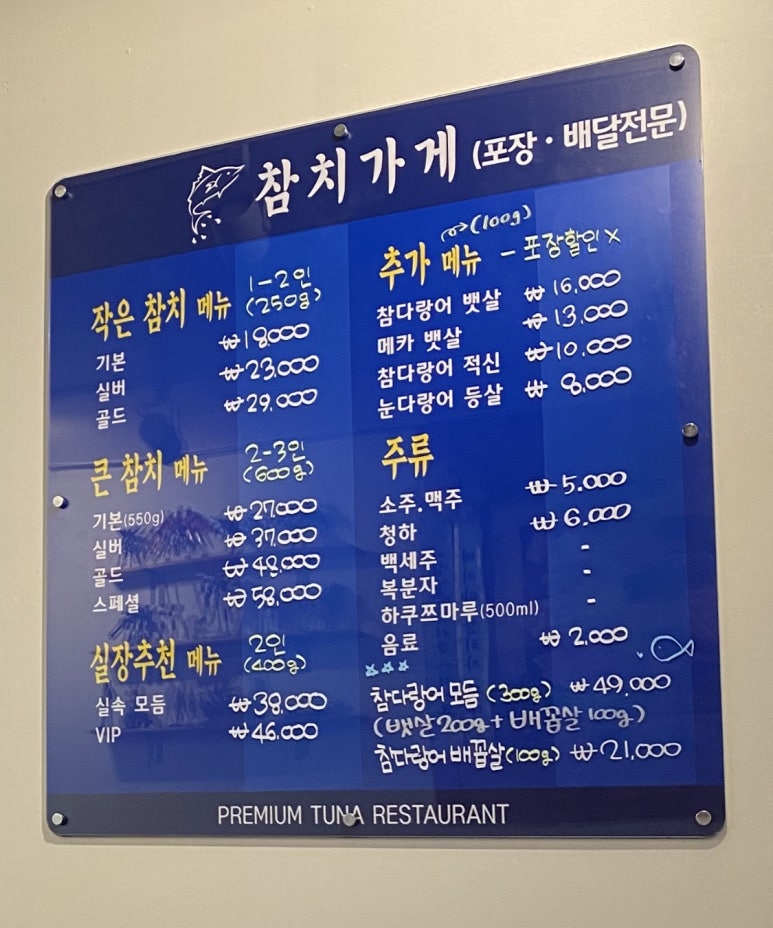 참치가게 (포장·배달전문)
작은 참치 메뉴 1-2인 (250g)
기본 ₩18,000
실버 ₩23,000
골드 ₩29,000
큰 참치 메뉴 2-3인 (600g)
기본(550g) ₩27,000
실버 ₩37,000
골드 ₩48,000
스페셜 ₩58,000
실장추천 메뉴 2인 (400g)
실속 모듬 ₩38,000
VIP ₩46,000
추가 메뉴 (100g) - 포장할인 X
참다랑어 뱃살 ₩16,000
메카 뱃살 ₩13,000
참다랑어 적신 ₩10,000
눈다랑어 등살 ₩8,000
주류
소주.맥주 ₩5.000
청하 ₩6,000
백세주 -
복분자 -
하쿠쯔마루(500ml) -
음료 ₩2,000
참다랑어 모듬 (300g) ₩49,000
(뱃살 200g + 배꼽살 100g)
참다랑어 배꼽살 (100g) ₩21,000
PREMIUM TUNA RESTAURANT